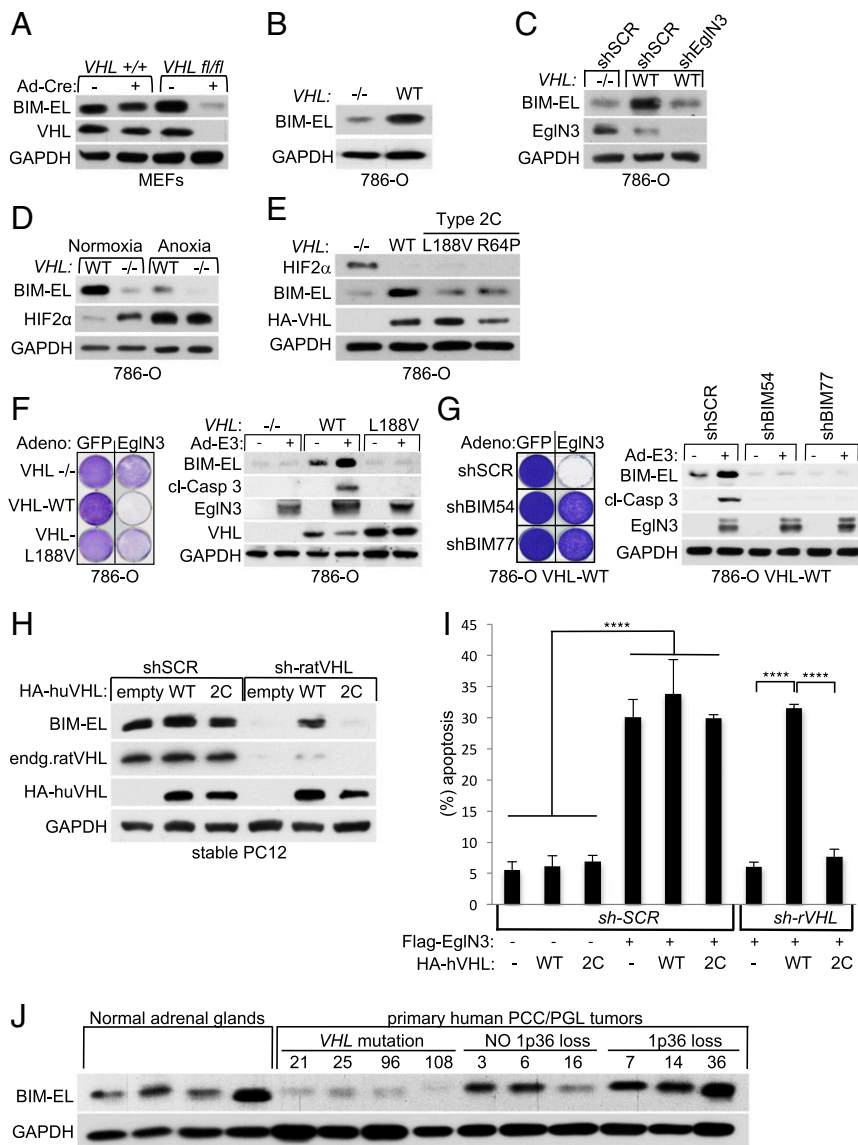 A
VHL +/+ VHL fl/fl
Ad-Cre: - + - +
BIM-EL
VHL
GAPDH
MEFs
B
VHL: -/- WT
BIM-EL
GAPDH
786-O
C
shSCR shSCR shEglN3
VHL: -/- WT WT
BIM-EL
EglN3
GAPDH
786-O
D
Normoxia Anoxia
VHL: WT -/- WT -/-
BIM-EL
HIF2α
GAPDH
786-O
E
Type 2C
VHL: -/- WT L188V R64P
HIF2α
BIM-EL
HA-VHL
GAPDH
786-O
F
Adeno: GFP EglN3
VHL -/-
VHL-WT
VHL-
L188V
786-O
VHL: -/- WT L188V
Ad-E3: - + - + - +
BIM-EL
cl-Casp 3
EglN3
VHL
GAPDH
786-O
G
Adeno: GFP EglN3
shSCR
shBIM54
shBIM77
786-O VHL-WT
shSCR shBIM54 shBIM77
Ad-E3: - + - + - +
BIM-EL
cl-Casp 3
EglN3
GAPDH
786-O VHL-WT
H
shSCR sh-ratVHL
HA-huVHL: empty WT 2C empty WT 2C
BIM-EL
endg.ratVHL
HA-huVHL
GAPDH
stable PC12
I
(%) apoptosis
45
40
35
30
25
20
15
10
5
0
**** **** ****
sh-SCR sh-rVHL
Flag-EglN3: - - - + + + + + +
HA-hVHL: - WT 2C - WT 2C - WT 2C
J
Normal adrenal glands primary human PCC/PGL tumors
VHL mutation NO 1p36 loss 1p36 loss
21 25 96 108 3 6 16 7 14 36
BIM-EL
GAPDH